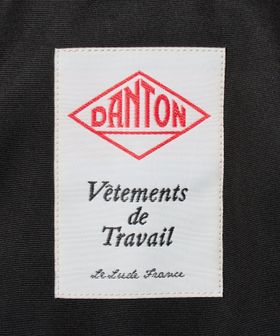 DANTON
Vêtements
de
Travail
Le Lude France